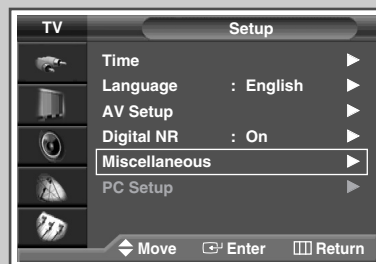 TV Setup
Time
Language : English
AV Setup
Digital NR : On
Miscellaneous
PC Setup
Move Enter Return